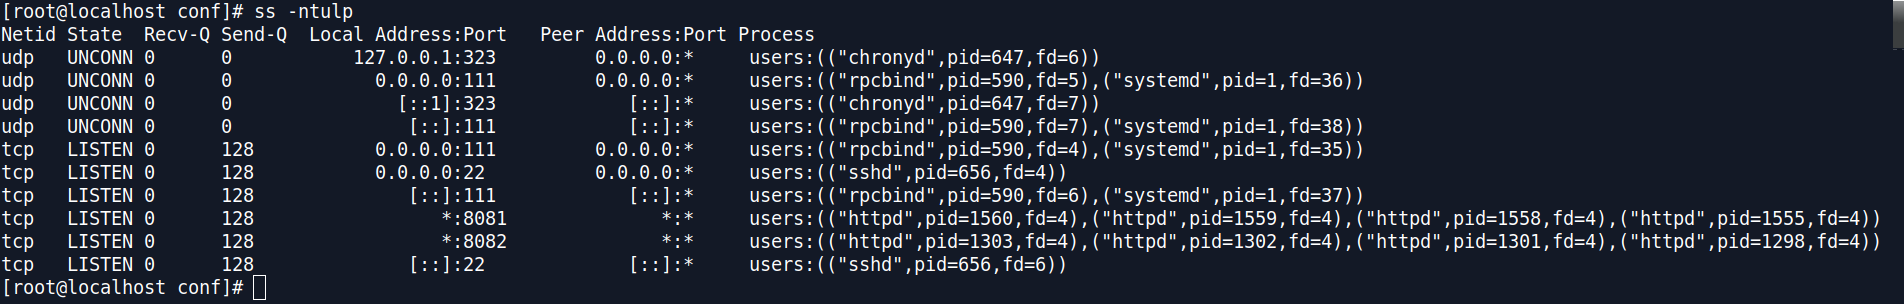 [root@localhost conf]# ss -ntulp
Netid State  Recv-Q Send-Q  Local Address:Port   Peer Address:Port Process
udp   UNCONN 0      0           127.0.0.1:323         0.0.0.0:*     users:(("chronyd",pid=647,fd=6))
udp   UNCONN 0      0             0.0.0.0:111         0.0.0.0:*     users:(("rpcbind",pid=590,fd=5),("systemd",pid=1,fd=36))
udp   UNCONN 0      0               [::1]:323            [::]:*     users:(("chronyd",pid=647,fd=7))
udp   UNCONN 0      0                [::]:111            [::]:*     users:(("rpcbind",pid=590,fd=7),("systemd",pid=1,fd=38))
tcp   LISTEN 0      128           0.0.0.0:111         0.0.0.0:*     users:(("rpcbind",pid=590,fd=4),("systemd",pid=1,fd=35))
tcp   LISTEN 0      128           0.0.0.0:22          0.0.0.0:*     users:(("sshd",pid=656,fd=4))
tcp   LISTEN 0      128              [::]:111            [::]:*     users:(("rpcbind",pid=590,fd=6),("systemd",pid=1,fd=37))
tcp   LISTEN 0      128                 *:8081              *:*     users:(("httpd",pid=1560,fd=4),("httpd",pid=1559,fd=4),("httpd",pid=1558,fd=4),("httpd",pid=1555,fd=4))
tcp   LISTEN 0      128                 *:8082              *:*     users:(("httpd",pid=1303,fd=4),("httpd",pid=1302,fd=4),("httpd",pid=1301,fd=4),("httpd",pid=1298,fd=4))
tcp   LISTEN 0      128              [::]:22             [::]:*     users:(("sshd",pid=656,fd=6))
[root@localhost conf]#